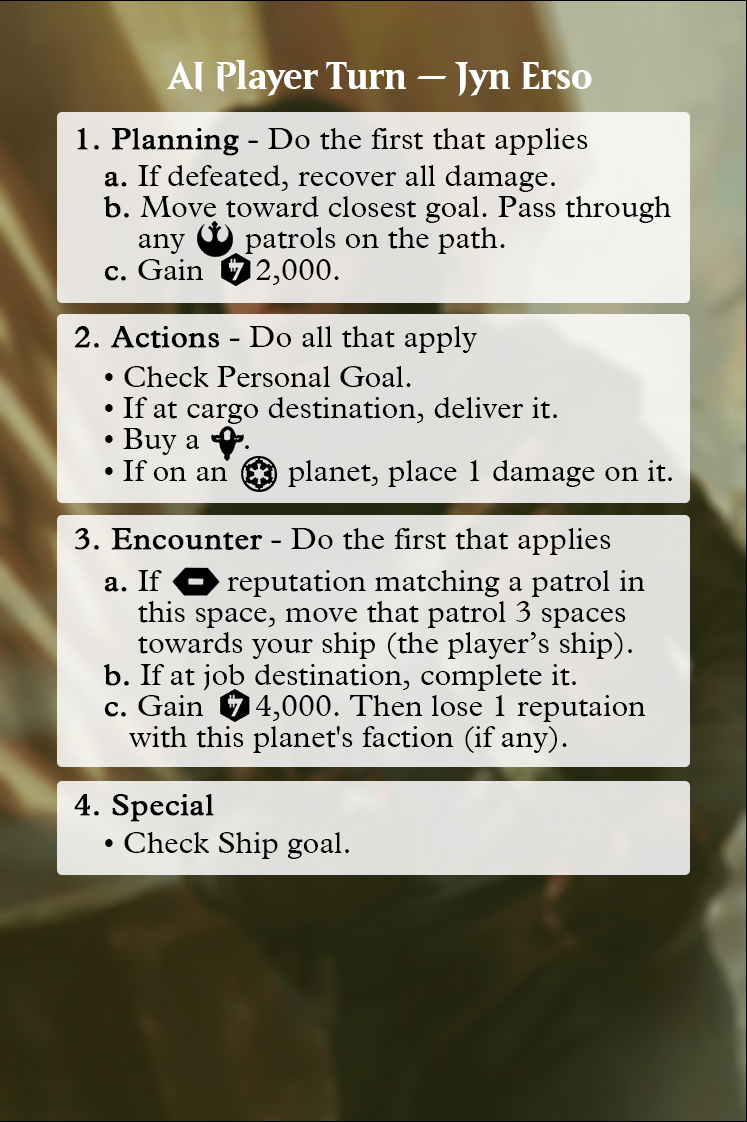 AI Player Turn — Jyn Erso
1. Planning - Do the first that applies
a. If defeated, recover all damage.
b. Move toward closest goal. Pass through
any patrols on the path.
c. Gain 2,000.
2. Actions - Do all that apply
• Check Personal Goal.
• If at cargo destination, deliver it.
• Buy a .
• If on an planet, place 1 damage on it.
3. Encounter - Do the first that applies
a. If reputation matching a patrol in
this space, move that patrol 3 spaces
towards your ship (the player's ship).
b. If at job destination, complete it.
c. Gain 4,000. Then lose 1 reputaion
with this planet's faction (if any).
4. Special
• Check Ship goal.